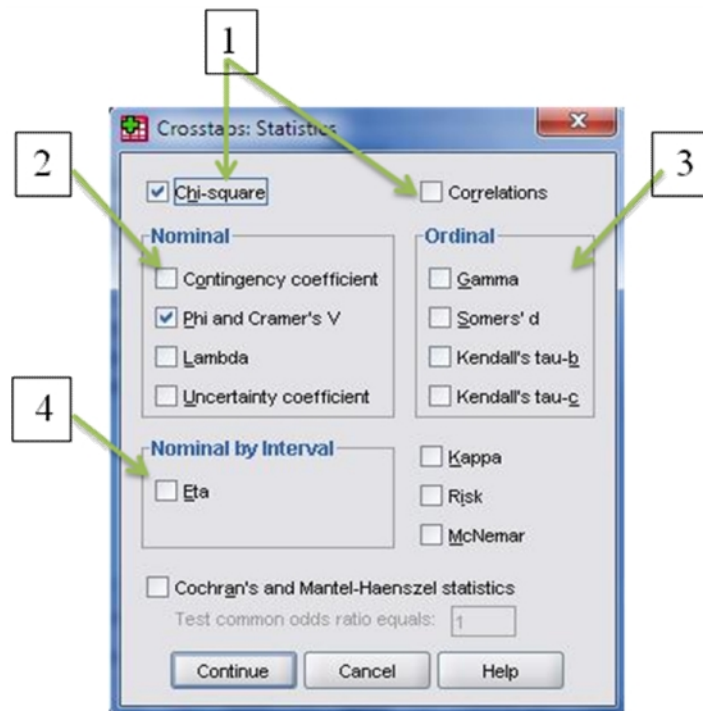 1
Crosstabs: Statistics
2
3
Chi-square
Correlations
Nominal
Ordinal
Contingency coefficient
Gamma
Phi and Cramer's V
Somers' d
Lambda
Kendall's tau-b
Uncertainty coefficient
Kendall's tau-c
4
Nominal by Interval
Kappa
Eta
Risk
McNemar
Cochran's and Mantel-Haenszel statistics
Test common odds ratio equals: 1
Continue Cancel Help